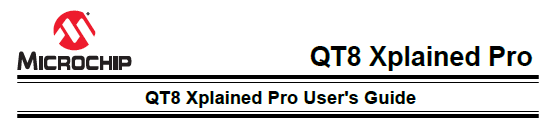 MICROCHIP
QT8 Xplained Pro
QT8 Xplained Pro User's Guide